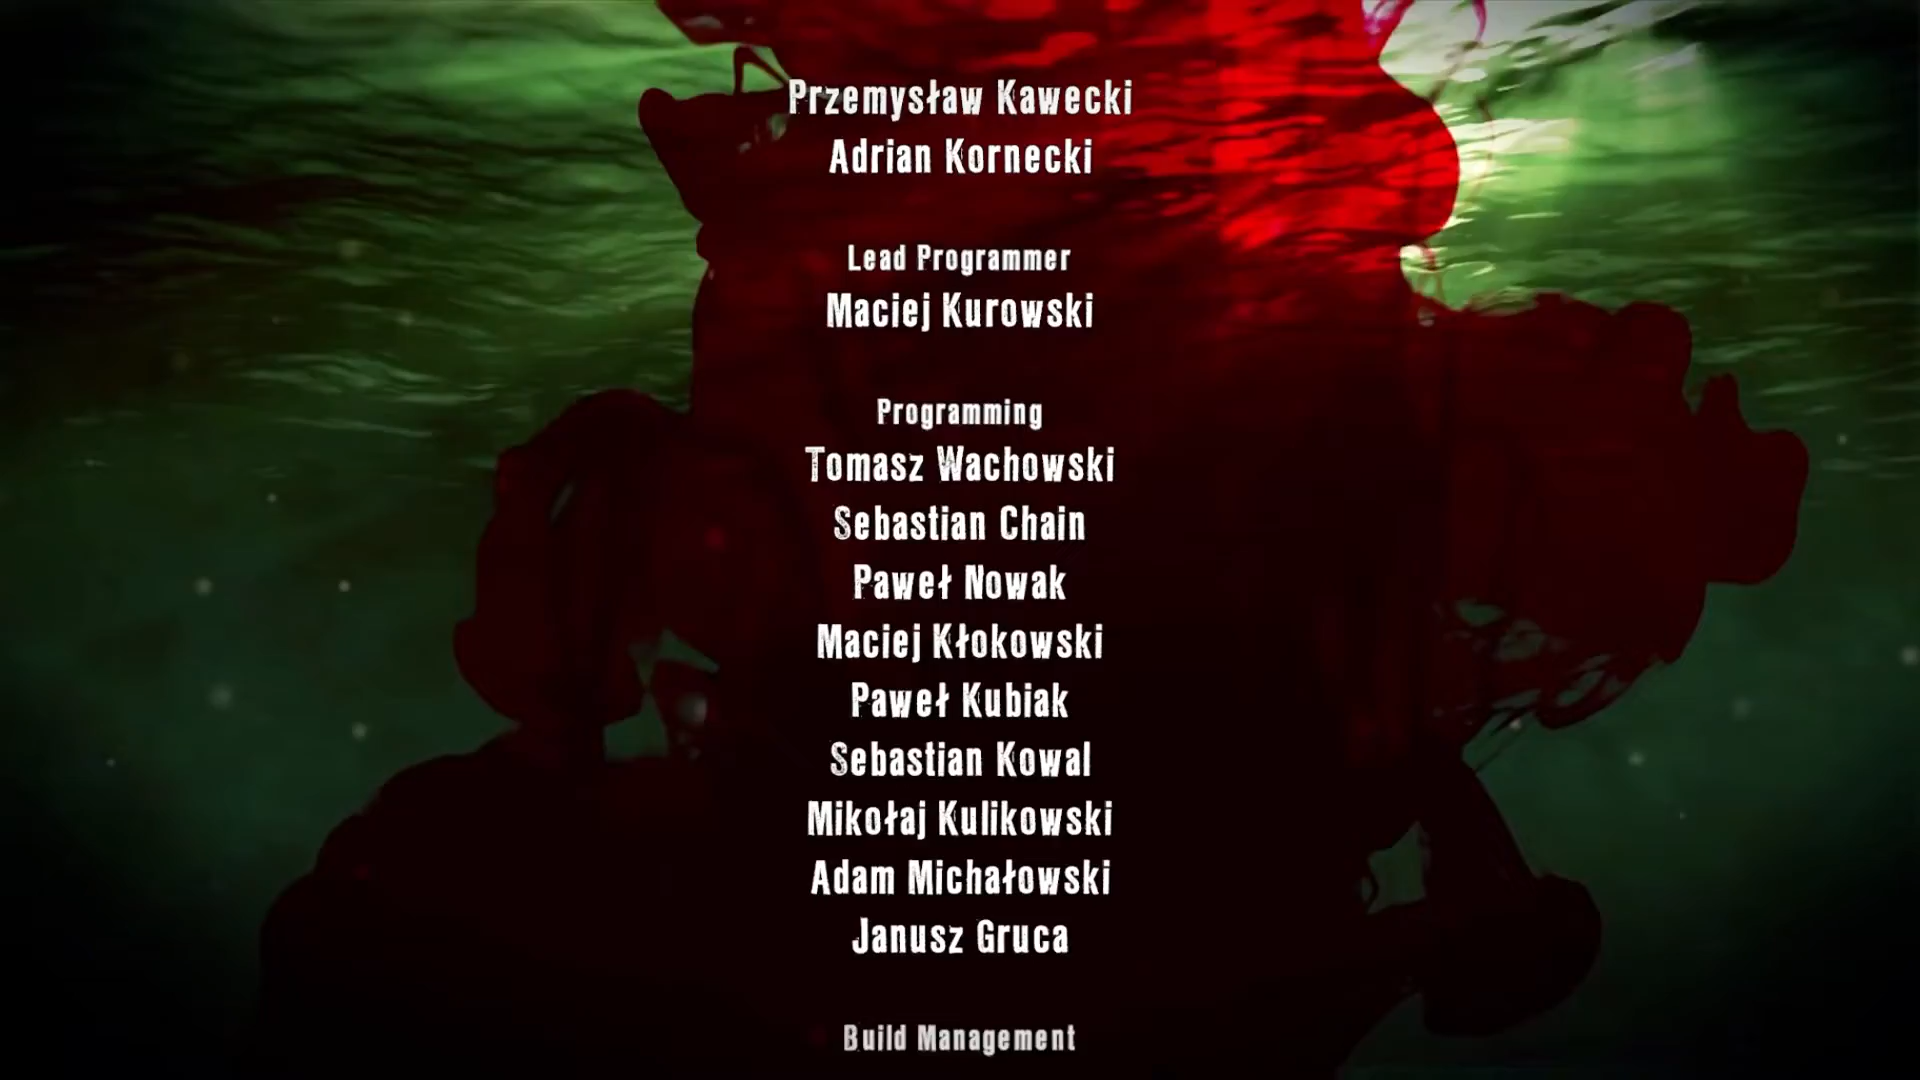 Przemysław Kawecki
Adrian Kornecki
Lead Programmer
Maciej Kurowski
Programming
Tomasz Wachowski
Sebastian Chain
Paweł Nowak
Maciej Kłokowski
Paweł Kubiak
Sebastian Kowal
Mikołaj Kulikowski
Adam Michałowski
Janusz Gruca
Build Management